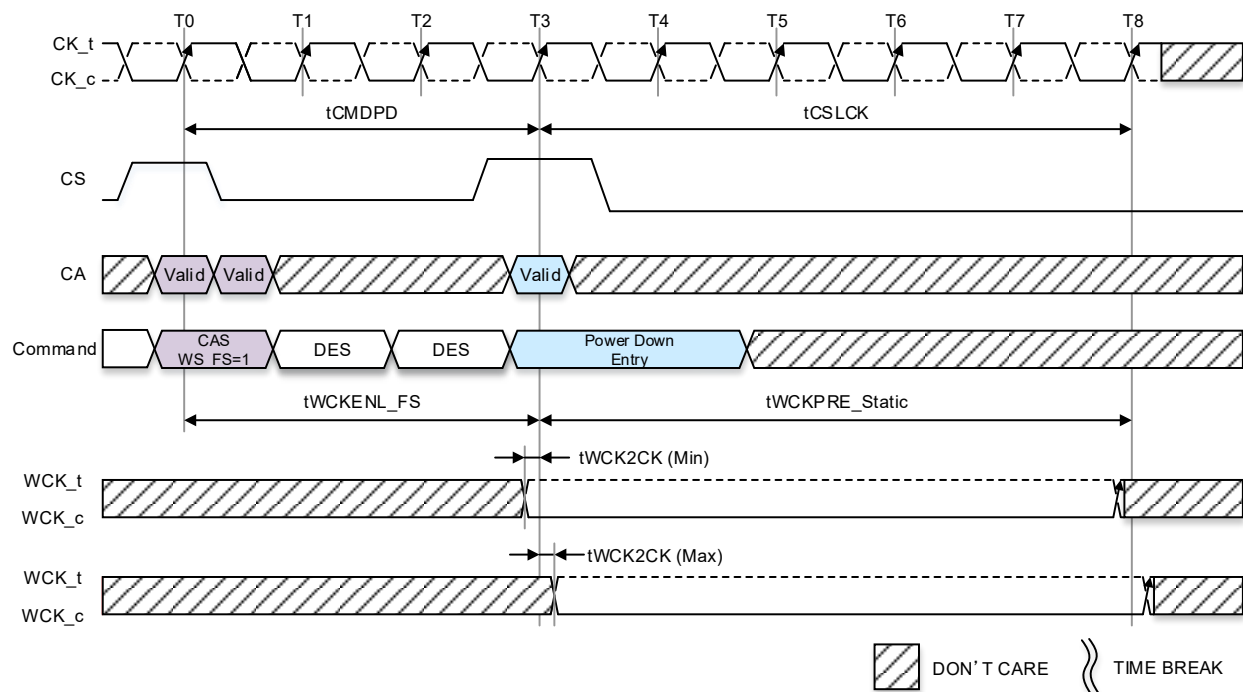 T0 T1 T2 T3 T4 T5 T6 T7 T8
CK_t
CK_c
tCMDPD tCSLCK
CS
CA Valid Valid Valid
Command CAS DES DES Power Down
WS_FS=1 Entry
tWCKENL_FS tWCKPRE_Static
tWCK2CK (Min)
WCK_t
WCK_c
tWCK2CK (Max)
WCK_t
WCK_c
DON'T CARE TIME BREAK